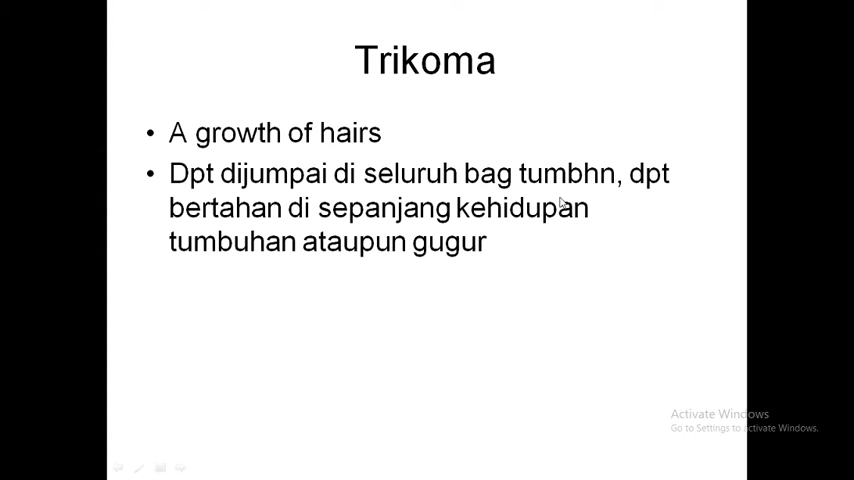 Trikoma
• A growth of hairs
• Dpt dijumpai di seluruh bag tumbhn, dpt
bertahan di sepanjang kehidupan
tumbuhan ataupun gugur
Activate Windows
Go to Settings to activate Windows.